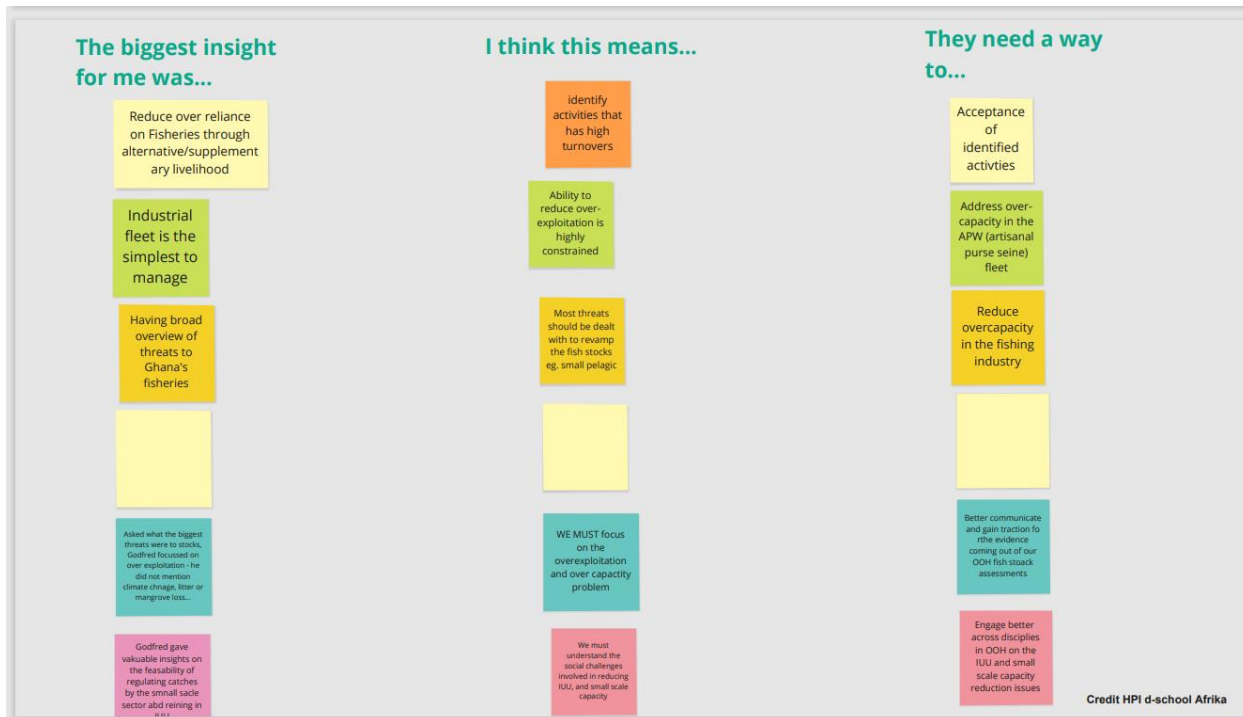 The biggest insight
for me was...
Reduce over reliance
on Fisheries through
alternative/supplement
ary livelihood
Industrial
fleet is the
simplest to
manage
Having broad
overview of
threats to
Ghana's
fisheries
Asked what the biggest
threats were to stocks,
Godfred focussed on
over exploitation - he
did not mention
climate chnage, litter or
mangrove loss...
Godfred gave
vakuable insights on
the feasability of
regulating catches
by the smnall sacle
sector abd reining in
IUU
I think this means...
identify
activities that
has high
turnovers
Ability to
reduce over-
exploitation is
highly
constrained
Most threats
should be dealt
with to revamp
the fish stocks
eg. small pelagic
WE MUST focus
on the
overexploitation
and over capactity
problem
We must
understand the
social challenges
involved in reducing
IUU, and small scale
capacity
They need a way
to...
Acceptance
of
identified
activties
Address over-
capacity in the
APW (artisanal
purse seine)
fleet
Reduce
overcapacity
in the fishing
industry
Better communicate
and gain traction fo
rthe evidence
coming out of our
OOH fish stoack
assessments
Engage better
across disciplies
in OOH on the
IUU and small
scale capacity
reduction issues
Credit HPI d-school Afrika